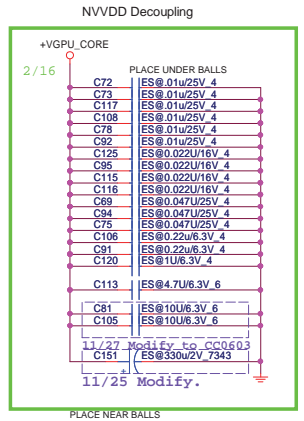 NVVDD Decoupling
+VGPU_CORE
2/16
PLACE UNDER BALLS
C72 ES@.01u/25V_4
C73 ES@.01u/25V_4
C117 ES@.01u/25V_4
C108 ES@.01u/25V_4
C78 ES@.01u/25V_4
C92 ES@.01u/25V_4
C125 ES@0.022U/16V_4
C95 ES@0.022U/16V_4
C115 ES@0.022U/16V_4
C116 ES@0.022U/16V_4
C69 ES@0.047U/25V_4
C94 ES@0.047U/25V_4
C75 ES@0.047U/25V_4
C106 ES@0.22u/6.3V_4
C91 ES@0.22u/6.3V_4
C120 ES@1U/6.3V_4
C113 ES@4.7U/6.3V_6
C81 ES@10U/6.3V_6
C105 ES@10U/6.3V_6
11/27 Modify to CC0603
C151 ES@330u/2V_7343
+
11/25 Modify.
PLACE NEAR BALLS